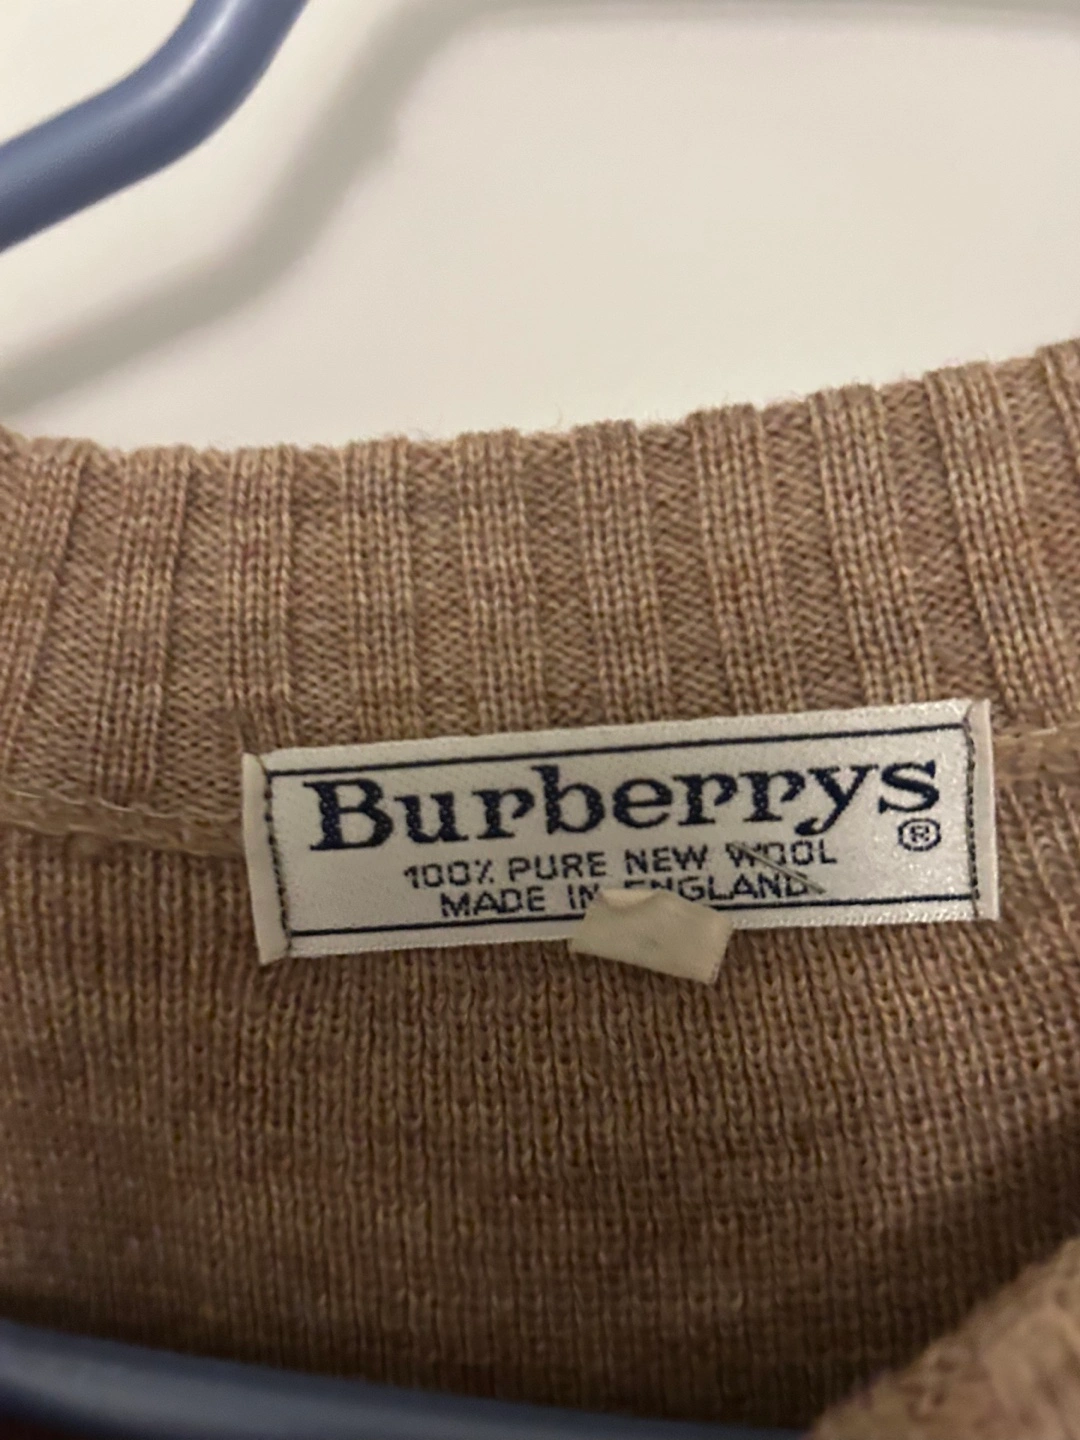 Burberrys
®
100% PURE NEW WOOL
MADE IN ENGLAND